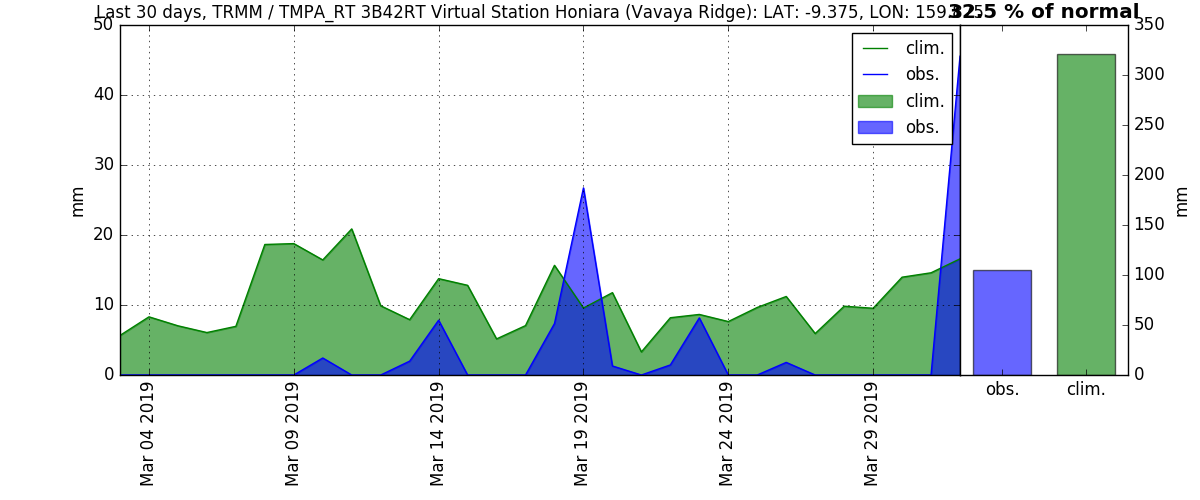 Last 30 days, TRMM / TMPA_RT 3B42RT Virtual Station Honiara (Vavaya Ridge): LAT: -9.375, LON:
32.5 % of normal
50
40
30
20
10
0
mm
clim.
obs.
clim.
obs.
350
300
250
200
150
100
50
0
mm
obs.
clim.
Mar 04 2019
Mar 09 2019
Mar 14 2019
Mar 19 2019
Mar 24 2019
Mar 29 2019